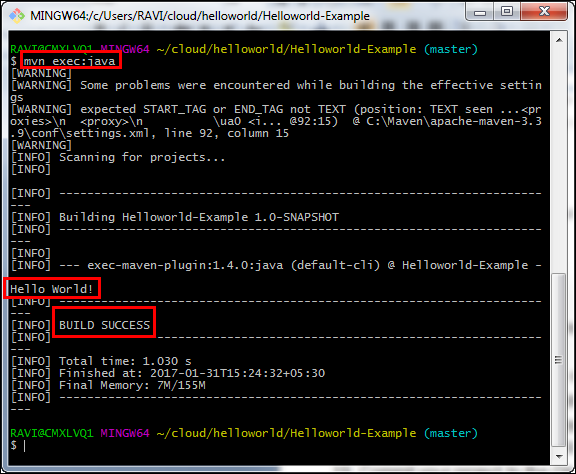 MINGW64:/c/Users/RAVI/cloud/helloworld/Helloworld-Example
RAVI@CMXLVQ1 MINGW64 ~/cloud/helloworld/Helloworld-Example (master)
$ mvn exec:java
[WARNING]
[WARNING] Some problems were encountered while building the effective settin
gs
[WARNING] expected START_TAG or END_TAG not TEXT (position: TEXT seen ...<pr
oxies>\n  <proxy>\n         \ua0 <i... @92:15)  @ C:\Maven\apache-maven-3.3
.9\conf\settings.xml, line 92, column 15
[WARNING]
[INFO] Scanning for projects...
[INFO]
[INFO] ---------------------------------------------------------------------
---
[INFO] Building Helloworld-Example 1.0-SNAPSHOT
[INFO] ---------------------------------------------------------------------
---
[INFO]
[INFO] --- exec-maven-plugin:1.4.0:java (default-cli) @ Helloworld-Example -
Hello World!
[INFO] ---------------------------------------------------------------------
---
[INFO] BUILD SUCCESS
[INFO] ---------------------------------------------------------------------
---
[INFO] Total time: 1.030 s
[INFO] Finished at: 2017-01-31T15:24:32+05:30
[INFO] Final Memory: 7M/155M
[INFO] ---------------------------------------------------------------------
---
RAVI@CMXLVQ1 MINGW64 ~/cloud/helloworld/Helloworld-Example (master)
$